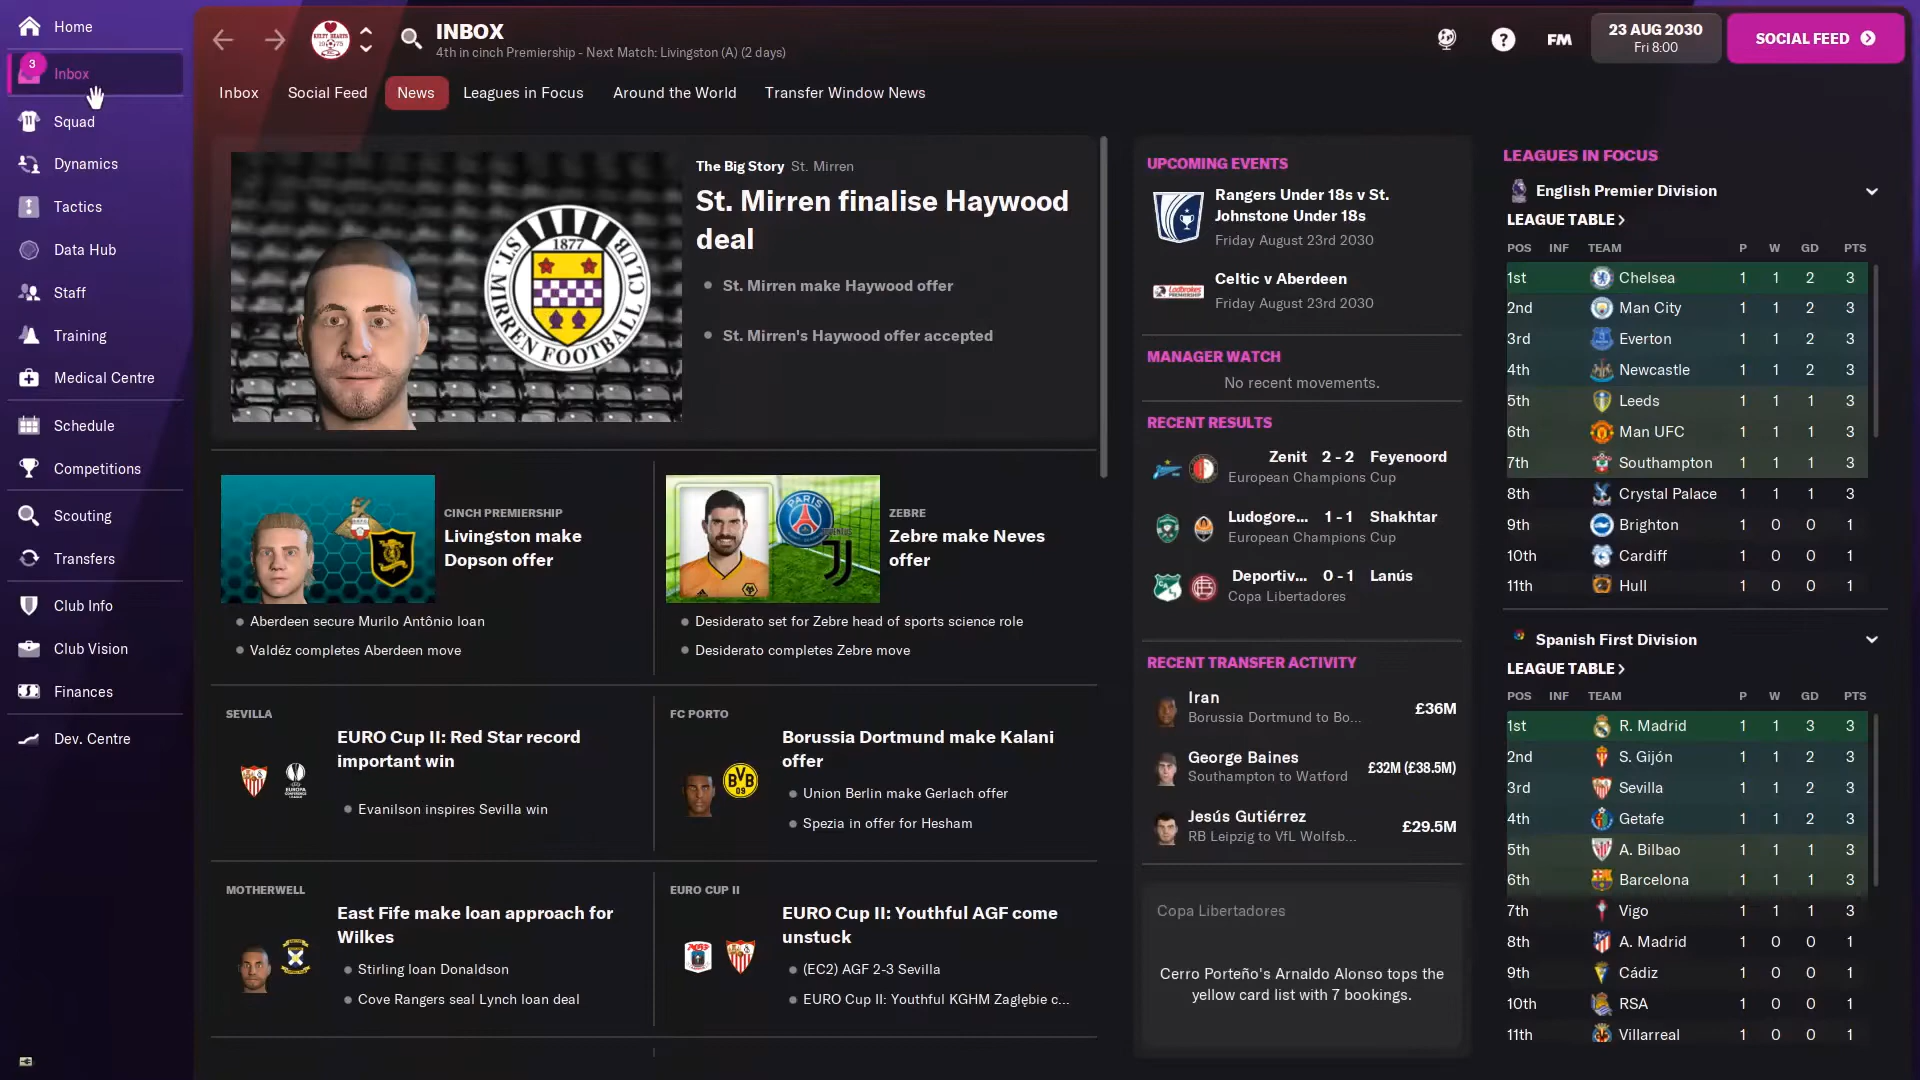 Home
3
Inbox
Squad
Dynamics
Tactics
Data Hub
Staff
Training
Medical Centre
Schedule
Competitions
Scouting
Transfers
Club Info
Club Vision
Finances
Dev. Centre
INBOX
4th in cinch Premiership - Next Match: Livingston (A) (2 days)
?
FM
23 AUG 2030
Fri 8:00
SOCIAL FEED
Inbox Social Feed News Leagues in Focus Around the World Transfer Window News
1877
ST. MIRREN FOOTBALL CLUB
The Big Story St. Mirren
St. Mirren finalise Haywood
deal
St. Mirren make Haywood offer
St. Mirren's Haywood offer accepted
CINCH PREMIERSHIP
Livingston make
Dopson offer
Aberdeen secure Murilo Antônio loan
Valdéz completes Aberdeen move
PARIS
JUVENTUS
ZEBRE
Zebre make Neves
offer
Desiderato set for Zebre head of sports science role
Desiderato completes Zebre move
SEVILLA
EURO Cup II: Red Star record
important win
Evanilson inspires Sevilla win
FC PORTO
BVB
09
Borussia Dortmund make Kalani
offer
Union Berlin make Gerlach offer
Spezia in offer for Hesham
MOTHERWELL
East Fife make loan approach for
Wilkes
Stirling loan Donaldson
Cove Rangers seal Lynch loan deal
EURO CUP II
EURO Cup II: Youthful AGF come
unstuck
(EC2) AGF 2-3 Sevilla
EURO Cup II: Youthful KGHM Zagłębie c...
UPCOMING EVENTS
Rangers Under 18s v St.
Johnstone Under 18s
Friday August 23rd 2030
Celtic v Aberdeen
Friday August 23rd 2030
MANAGER WATCH
No recent movements.
RECENT RESULTS
Zenit 2 - 2 Feyenoord
European Champions Cup
Ludogore... 1 - 1 Shakhtar
European Champions Cup
Deportiv... 0 - 1 Lanús
Copa Libertadores
RECENT TRANSFER ACTIVITY
Iran
Borussia Dortmund to Bo...
£36M
George Baines
Southampton to Watford
£32M (£38.5M)
Jesús Gutiérrez
RB Leipzig to VfL Wolfsb...
£29.5M
Copa Libertadores
Cerro Porteño's Arnaldo Alonso tops the
yellow card list with 7 bookings.
LEAGUES IN FOCUS
English Premier Division
LEAGUE TABLE >
POS INF TEAM P W GD PTS
1st Chelsea 1 1 2 3
2nd Man City 1 1 2 3
3rd Everton 1 1 2 3
4th Newcastle 1 1 2 3
5th Leeds 1 1 1 3
6th Man UFC 1 1 1 3
7th Southampton 1 1 1 3
8th Crystal Palace 1 1 1 3
9th Brighton 1 0 0 1
10th Cardiff 1 0 0 1
11th Hull 1 0 0 1
Spanish First Division
LEAGUE TABLE >
POS INF TEAM P W GD PTS
1st R. Madrid 1 1 3 3
2nd S. Gijón 1 1 2 3
3rd Sevilla 1 1 2 3
4th Getafe 1 1 2 3
5th A. Bilbao 1 1 1 3
6th Barcelona 1 1 1 3
7th Vigo 1 1 1 3
8th A. Madrid 1 0 0 1
9th Cádiz 1 0 0 1
10th RSA 1 0 0 1
11th Villarreal 1 0 0 1